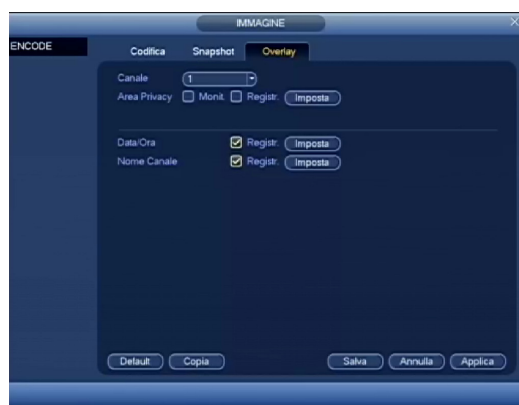 IMMAGINE
ENCODE
Codifica Snapshot Overlay
Canale 1
Area Privacy Monit. Registr. Imposta
Data/Ora Registr. Imposta
Nome Canale Registr. Imposta
Default Copia Salva Annulla Applica